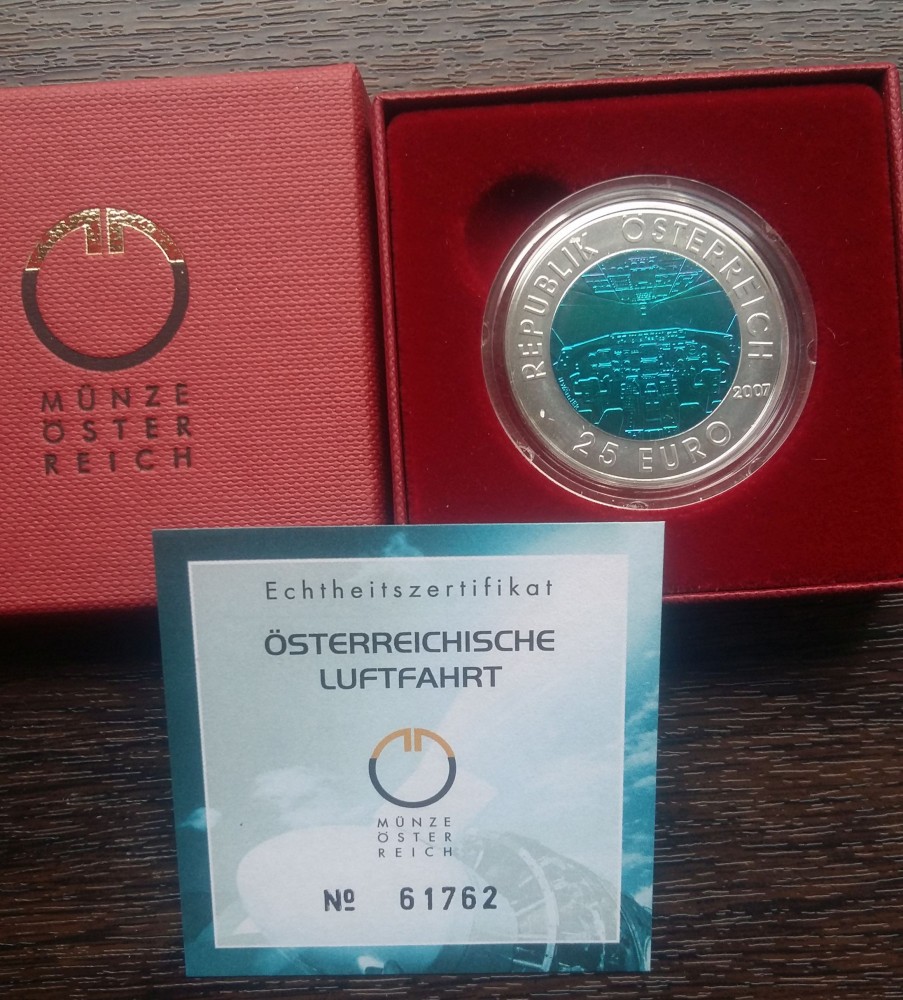 MÜNZE
ÖSTER
REICH
REPUBLIK ÖSTERREICH
2007
25 EURO
Echtheitszertifikat
ÖSTERREICHISCHE
LUFTFAHRT
MÜNZE
ÖSTER
REICH
№ 61762